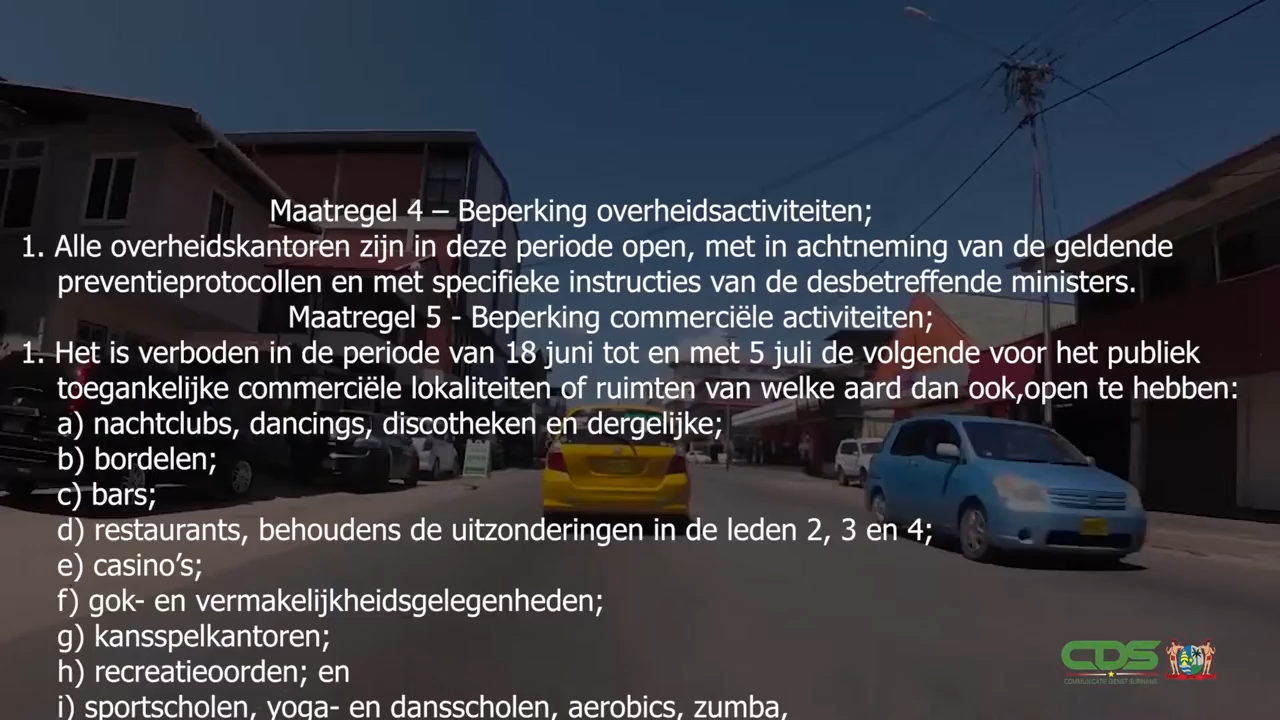 Maatregel 4 – Beperking overheidsactiviteiten;
1. Alle overheidskantoren zijn in deze periode open, met in achtneming van de geldende
preventieprotocollen en met specifieke instructies van de desbetreffende ministers.
Maatregel 5 - Beperking commerciële activiteiten;
1. Het is verboden in de periode van 18 juni tot en met 5 juli de volgende voor het publiek
toegankelijke commerciële lokaliteiten of ruimten van welke aard dan ook,open te hebben:
a) nachtclubs, dancings, discotheken en dergelijke;
b) bordelen;
c) bars;
d) restaurants, behoudens de uitzonderingen in de leden 2, 3 en 4;
e) casino’s;
f) gok- en vermakelijkheidsgelegenheden;
g) kansspelkantoren;
h) recreatieoorden; en
i) sportscholen, yoga- en dansscholen, aerobics, zumba,
CDS
COMMUNICATIE DIENST SURINAME